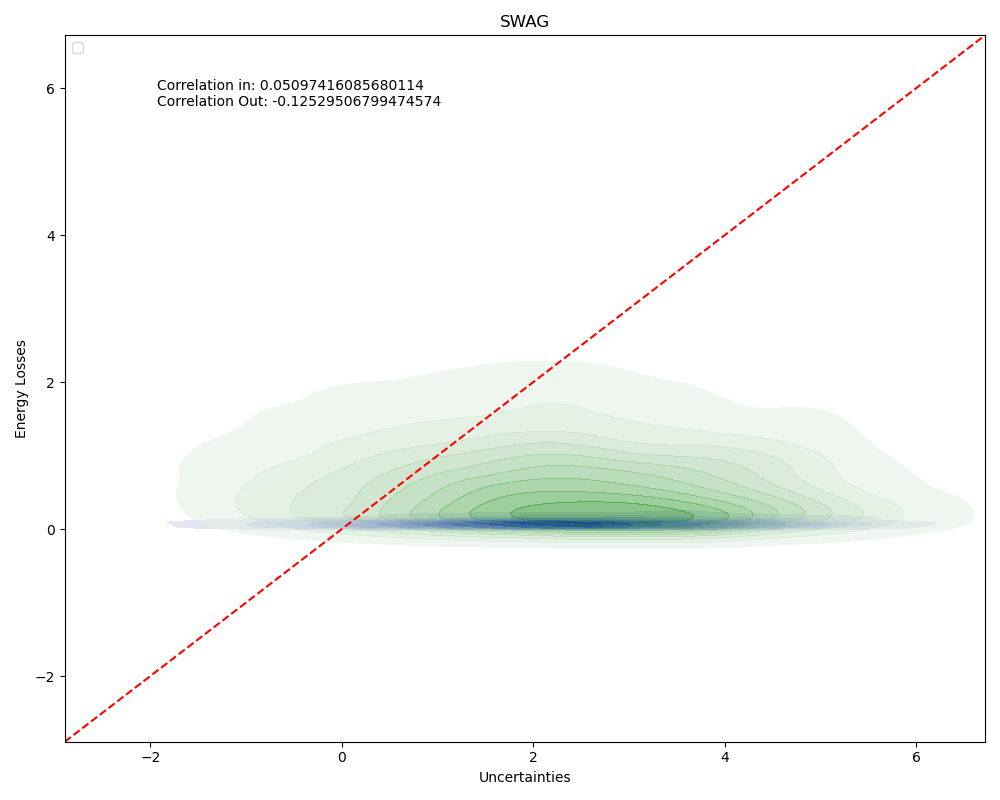 SWAG
Correlation in: 0.05097416085680114
Correlation Out: -0.12529506799474574
6
4
2
0
−2
Energy Losses
−2
0
2
4
6
Uncertainties